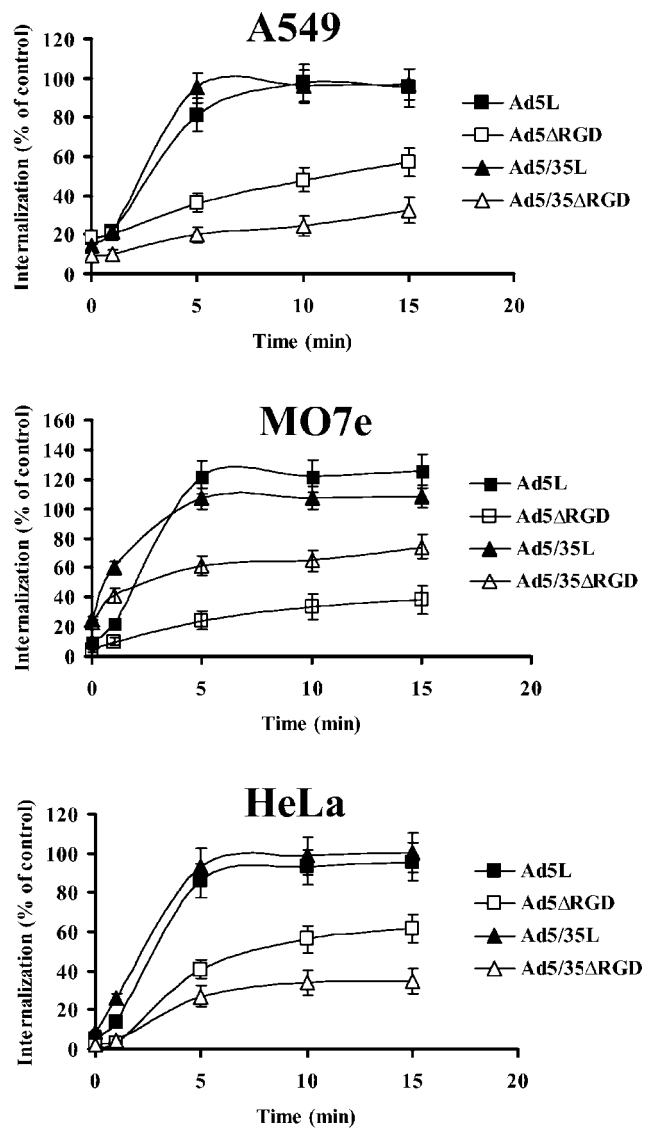 A549
Internalization (% of control)
120
100
80
60
40
20
0
0 5 10 15 20
Time (min)
Ad5L
Ad5ΔRGD
Ad5/35L
Ad5/35ΔRGD
MO7e
Internalization (% of control)
160
140
120
100
80
60
40
20
0
0 5 10 15 20
Time (min)
Ad5L
Ad5ΔRGD
Ad5/35L
Ad5/35ΔRGD
HeLa
Internalization (% of control)
120
100
80
60
40
20
0
0 5 10 15 20
Time (min)
Ad5L
Ad5ΔRGD
Ad5/35L
Ad5/35ΔRGD